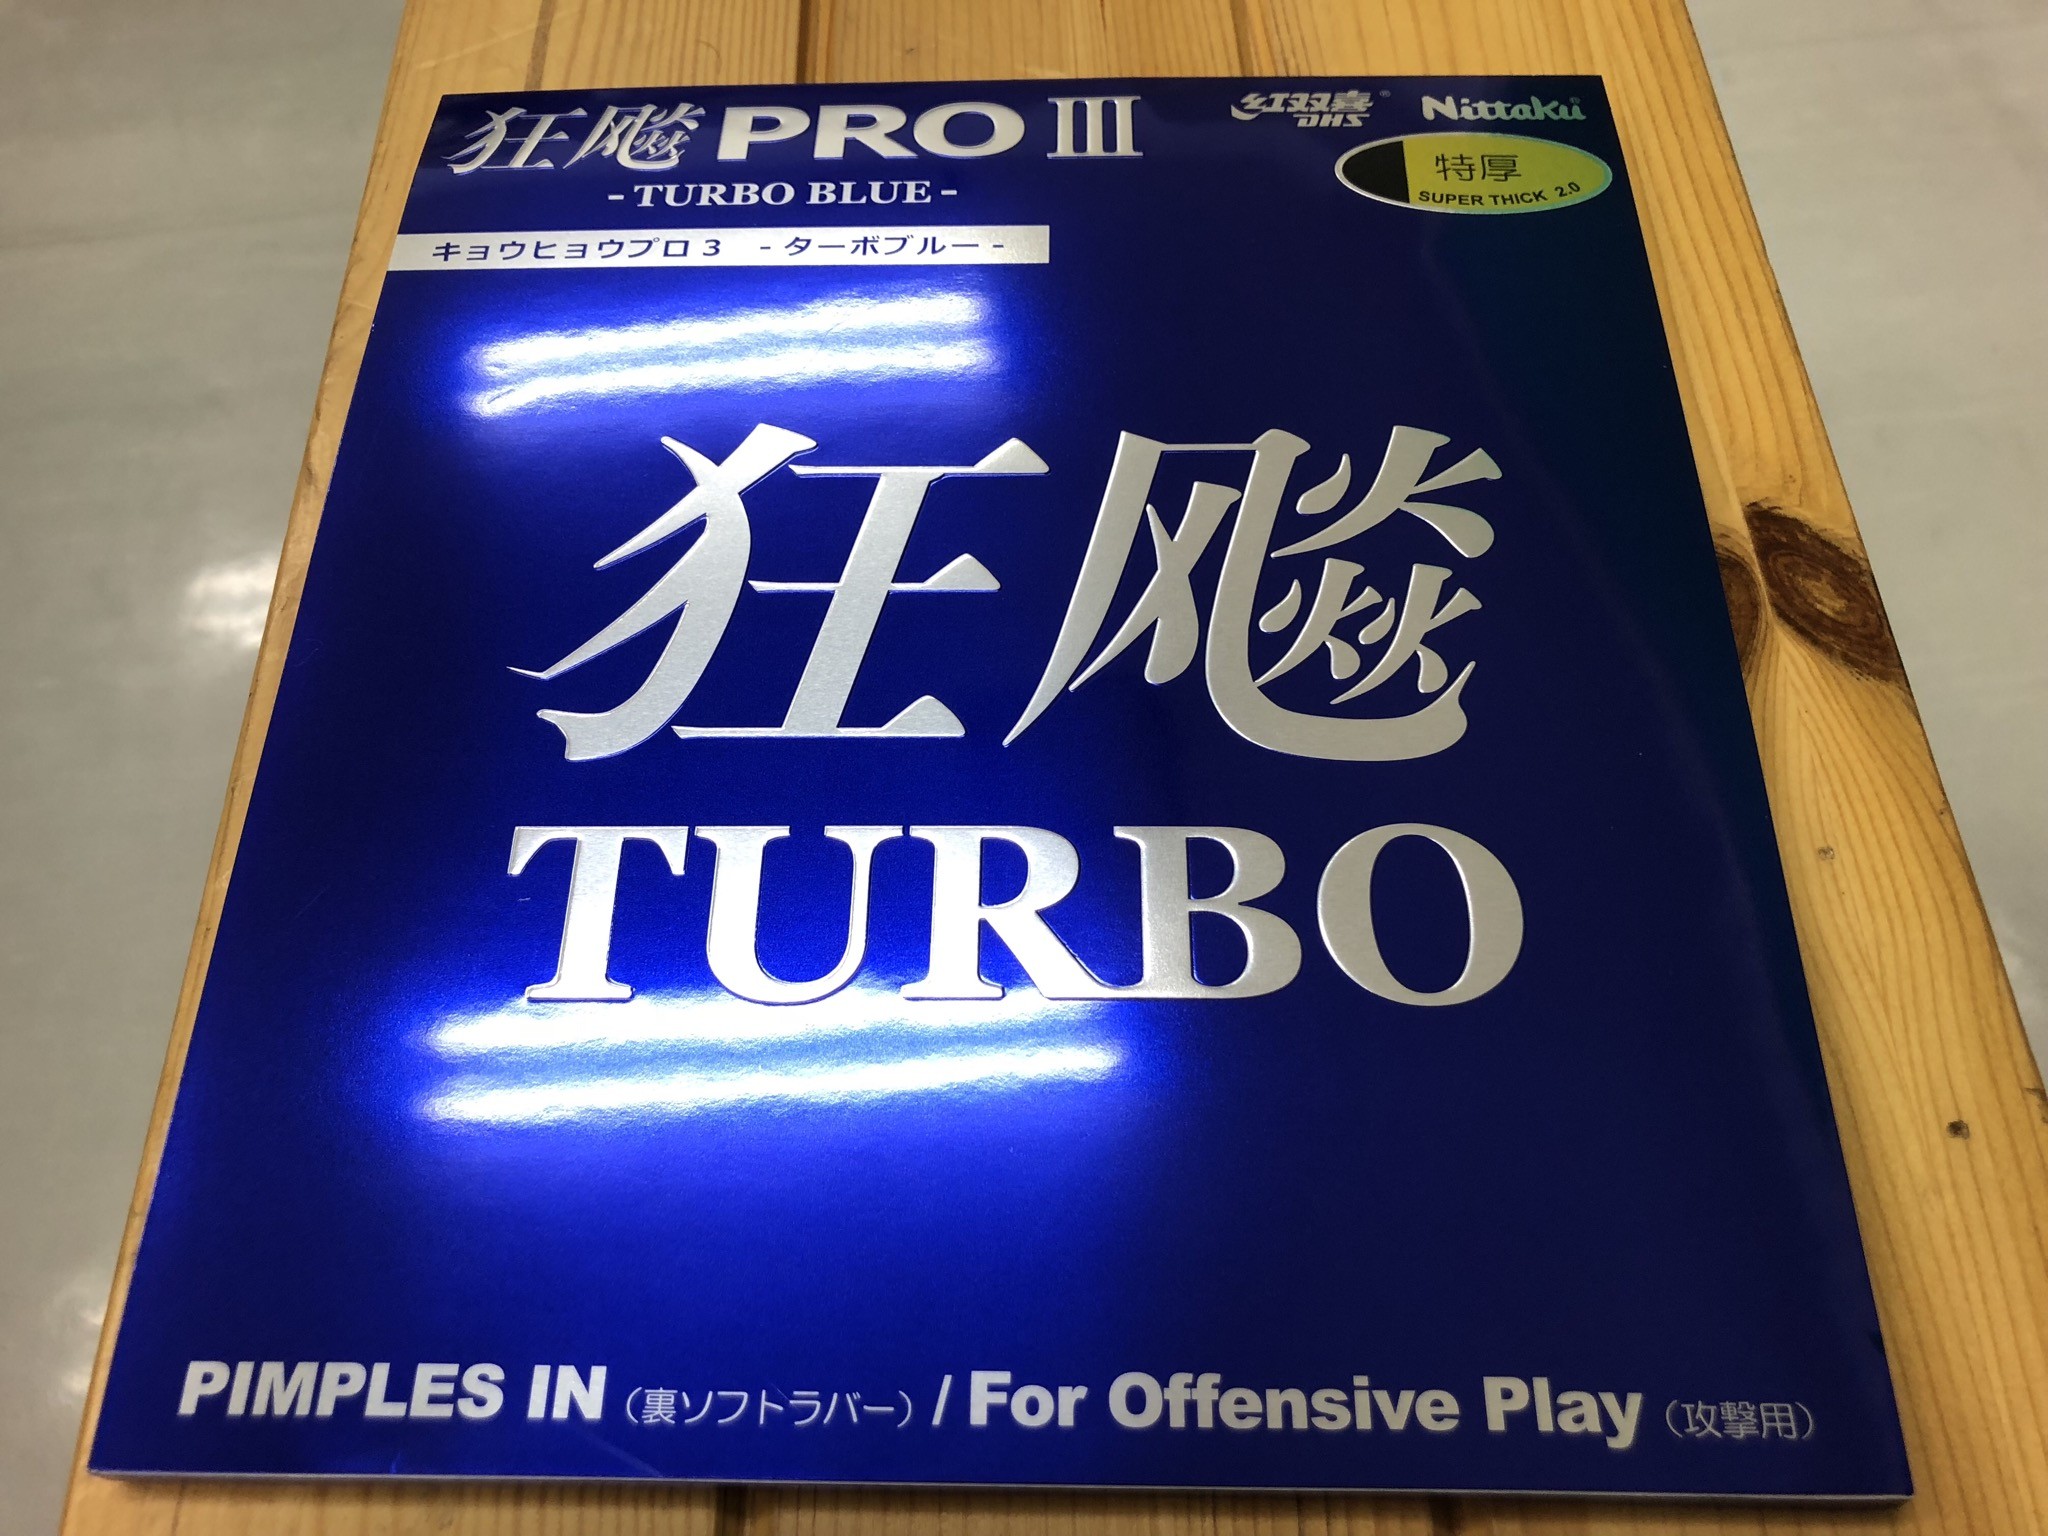 狂飚 PRO III
红双喜® DHS
Nittaku®
- TURBO BLUE -
特厚
SUPER THICK 2.0
キョウヒョウプロ3 -ターボブルー-
狂飚
TURBO
PIMPLES IN（裏ソフトラバー）/ For Offensive Play（攻撃用）